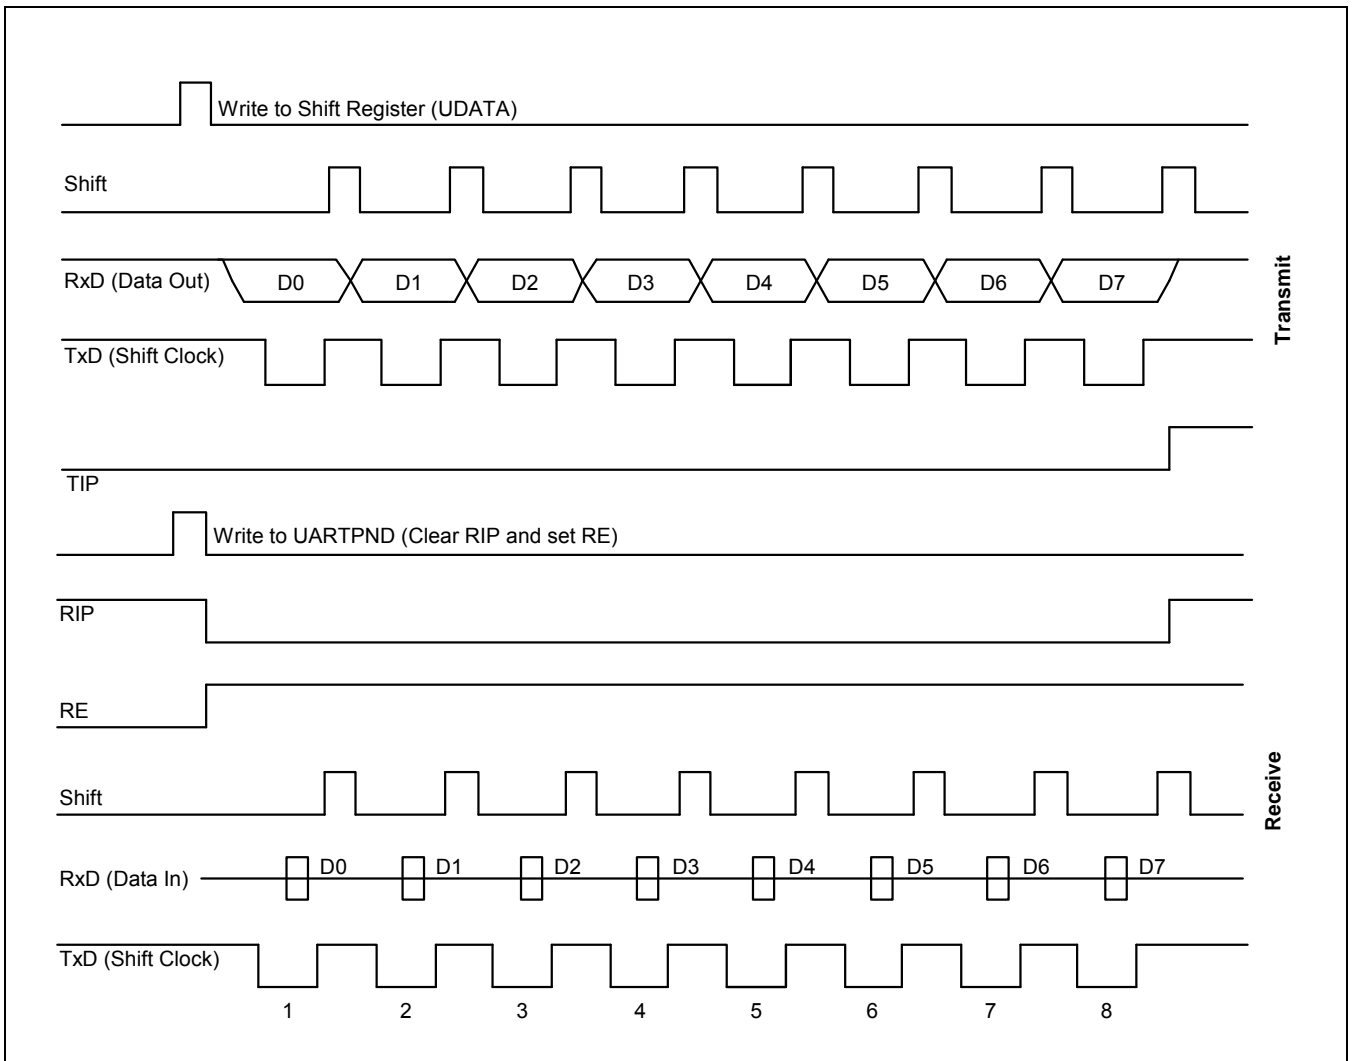 Write to Shift Register (UDATA)
Shift
RxD (Data Out)
D0 D1 D2 D3 D4 D5 D6 D7
TxD (Shift Clock)
TIP
Transmit
Write to UARTPND (Clear RIP and set RE)
RIP
RE
Shift
RxD (Data In)
D0 D1 D2 D3 D4 D5 D6 D7
TxD (Shift Clock)
1 2 3 4 5 6 7 8
Receive